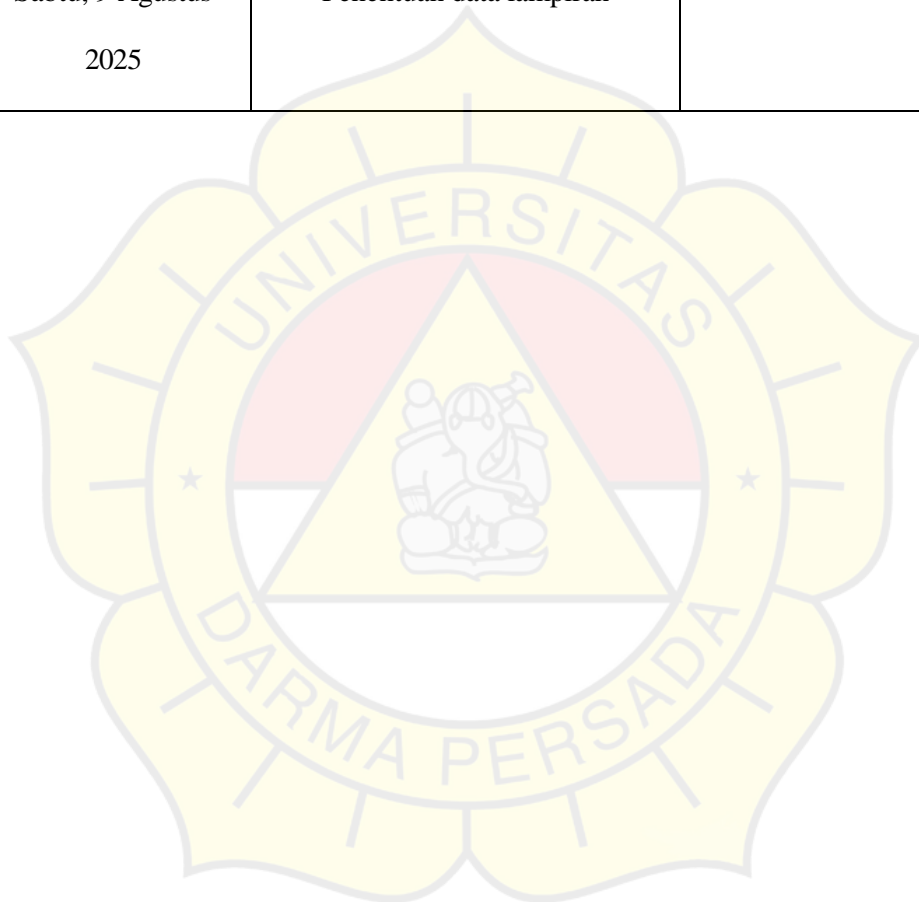 Sabtu, 9 Agustus
Penentuan data lampiran
2025
UNIVERSITAS
DARMA PERSADA